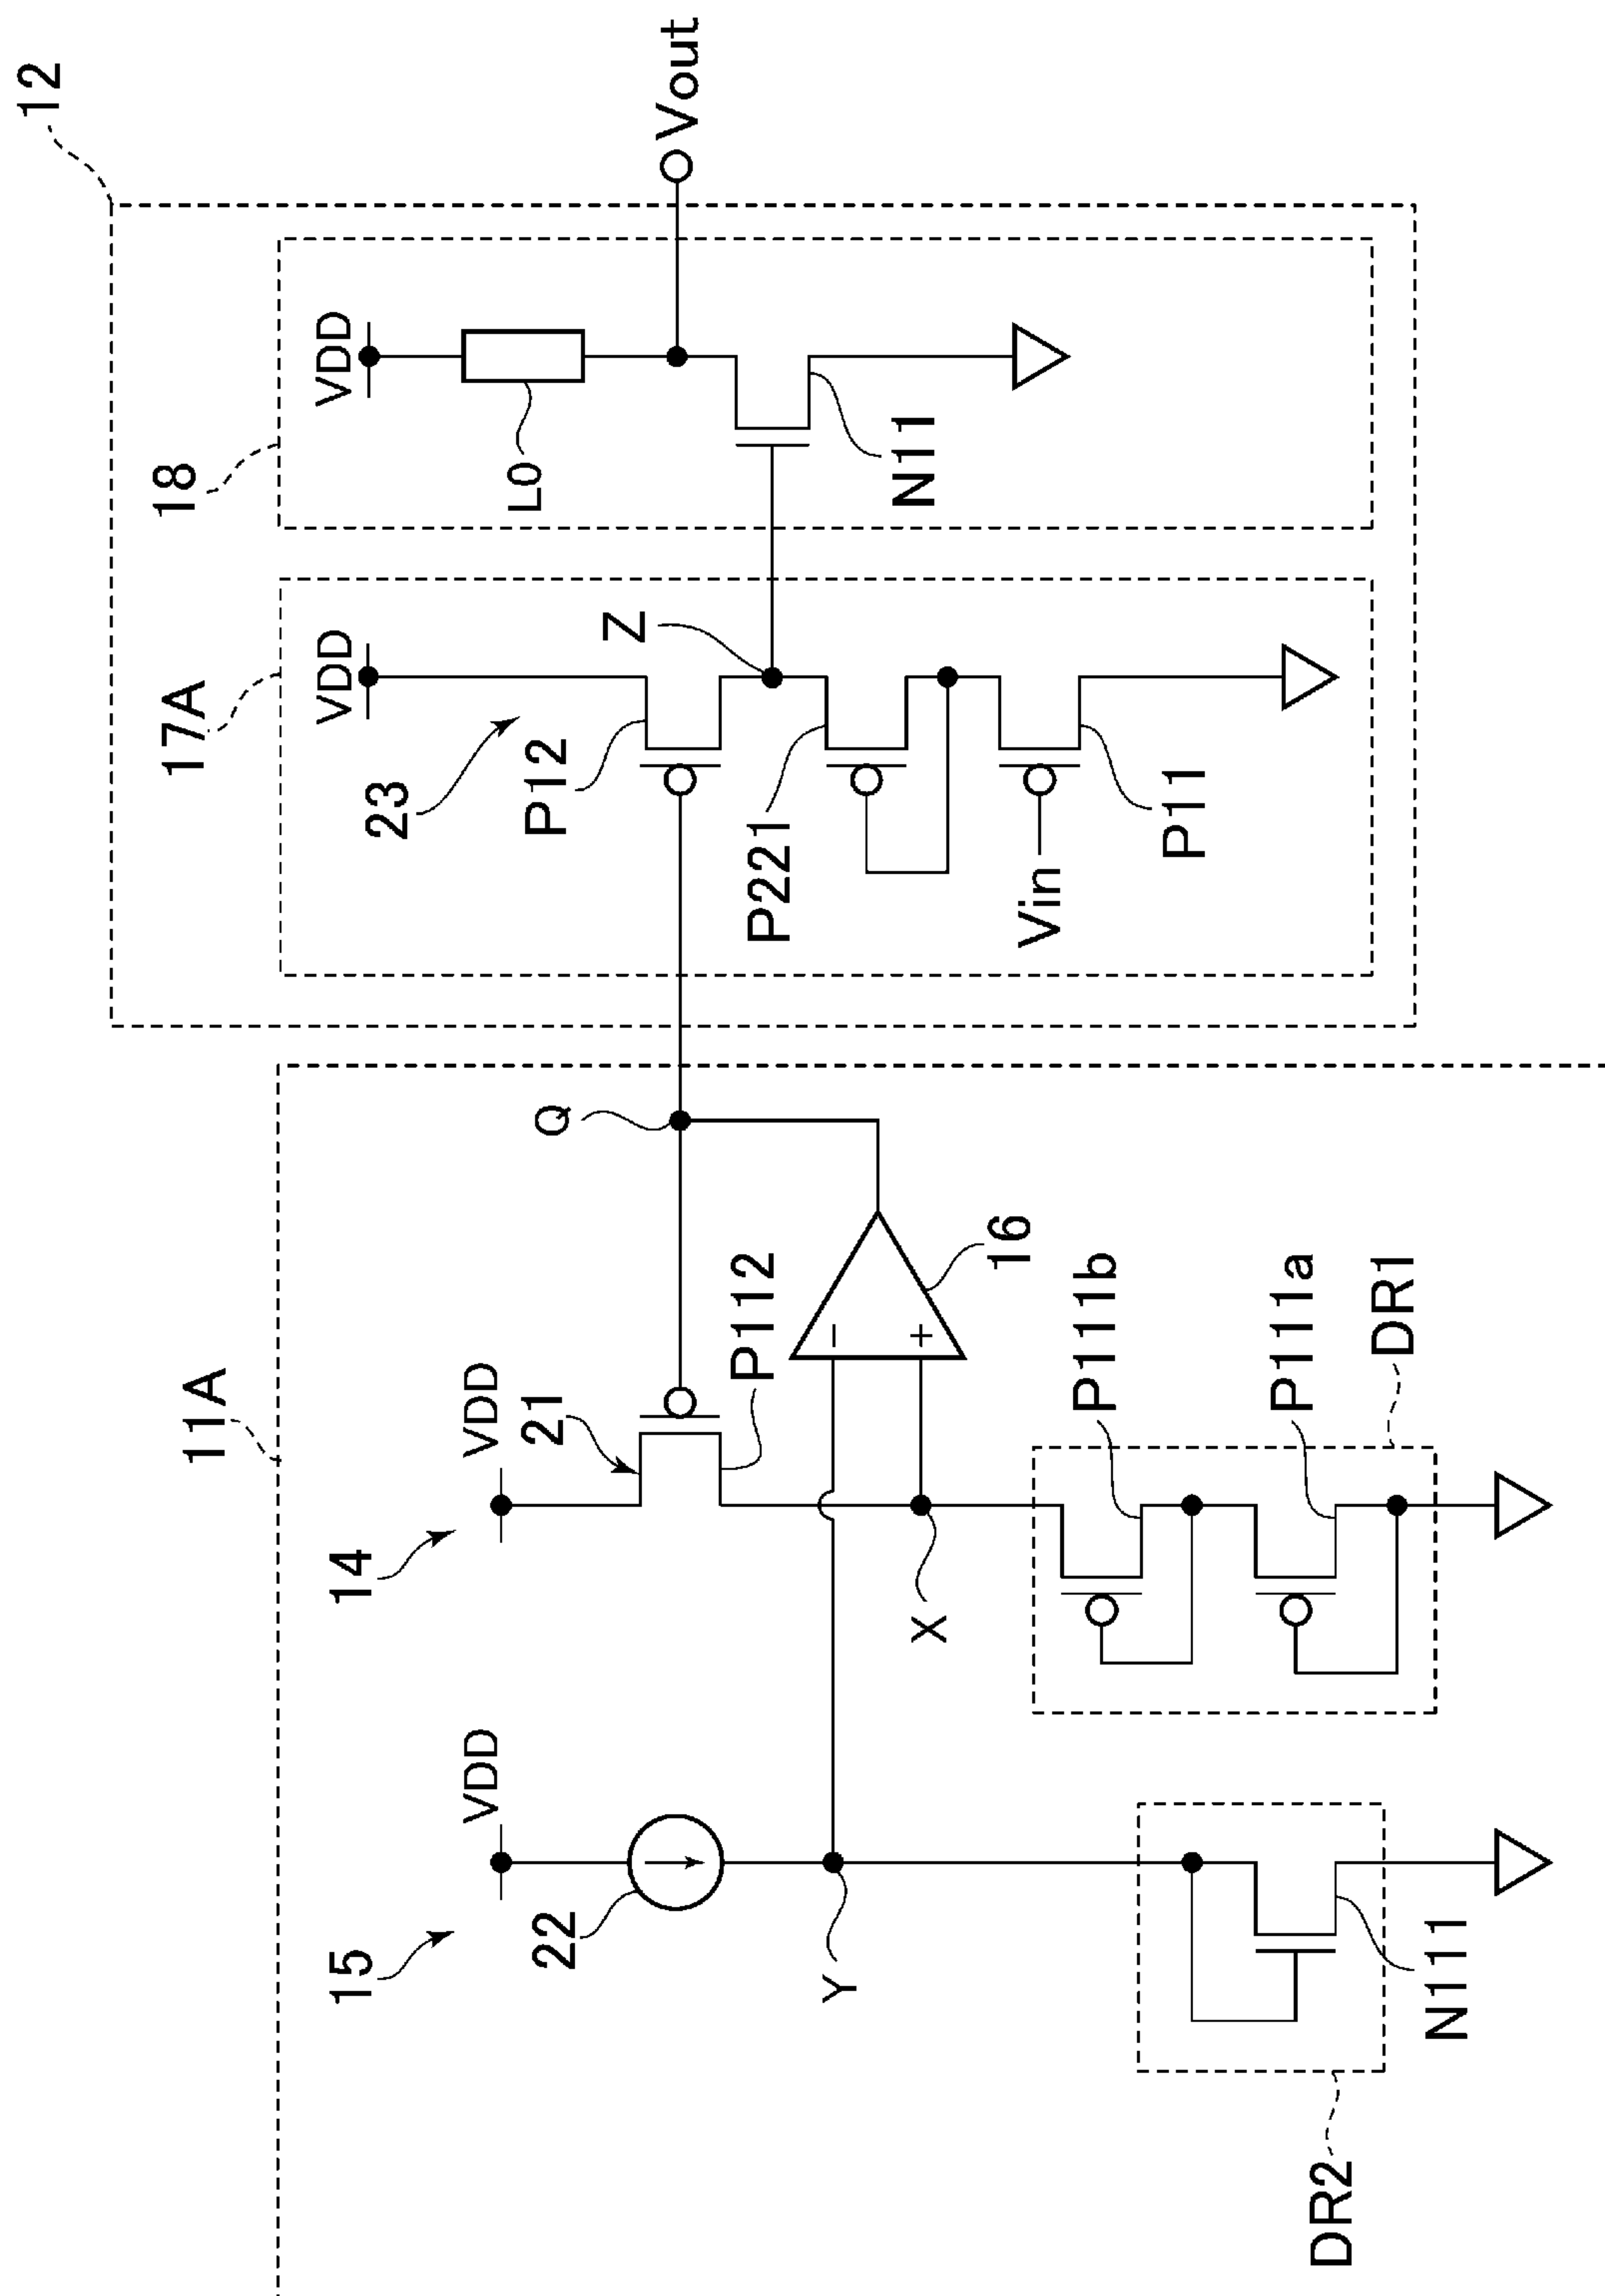 12
18
VDD
L0
N11
Vout
17A
VDD
23
P12
Z
P221
Vin
P11
11A
Q
14
VDD
21
P112
−
+
16
X
P111b
P111a
DR1
15
VDD
22
Y
N111
DR2